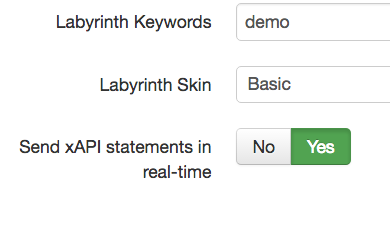 Labyrinth Keywords demo
Labyrinth Skin Basic
Send xAPI statements in No Yes
real-time